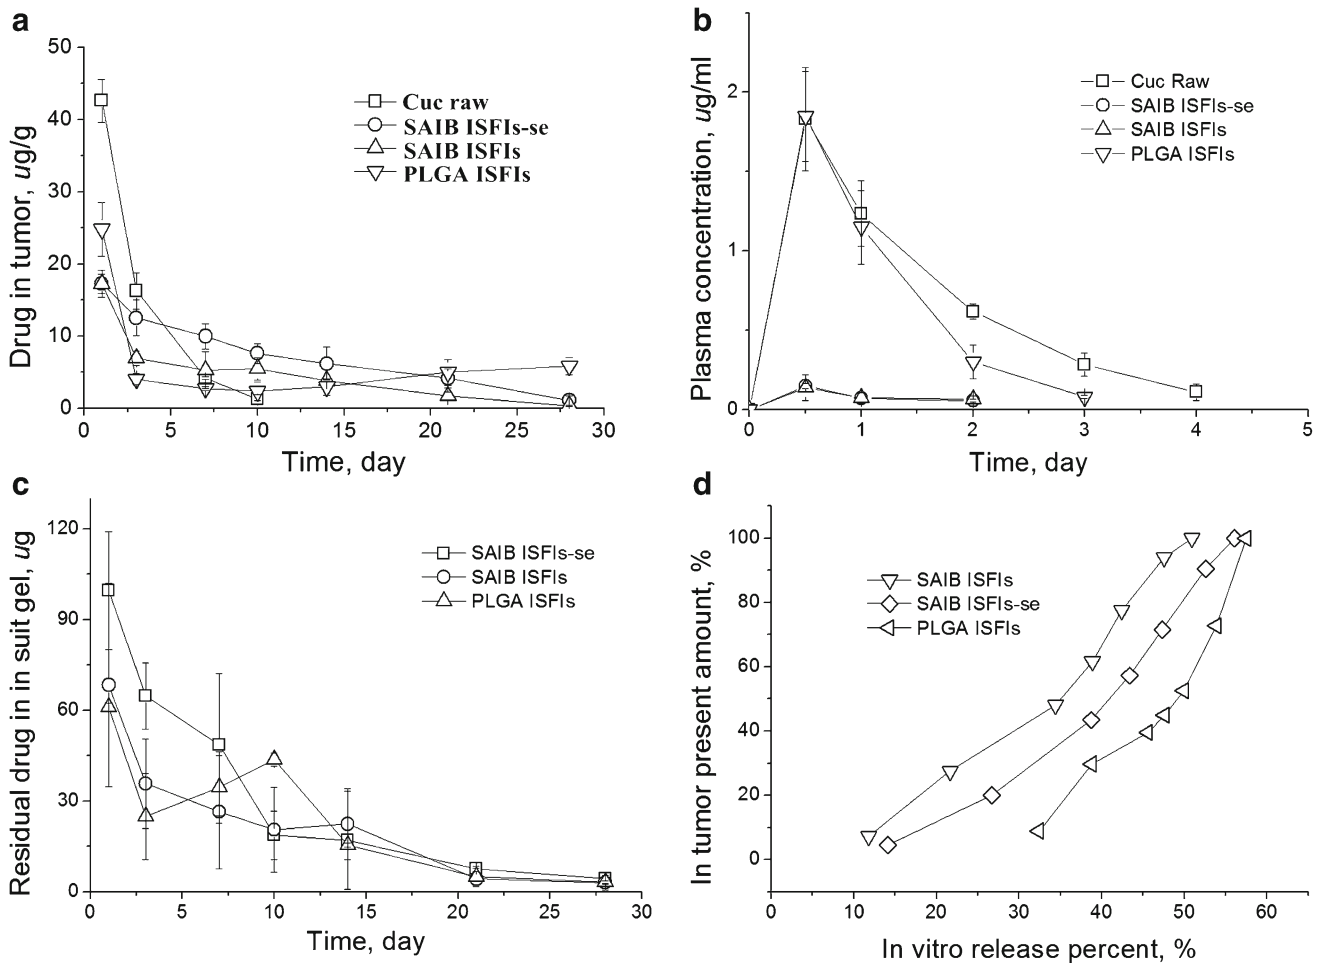 a
50
40
30
20
10
0
0 5 10 15 20 25 30
Drug in tumor, ug/g
Time, day
Cuc raw
SAIB ISFIs-se
SAIB ISFIs
PLGA ISFIs
b
2
1
0
0 1 2 3 4 5
Plasma concentration, ug/ml
Time, day
Cuc Raw
SAIB ISFIs-se
SAIB ISFIs
PLGA ISFIs
c
120
90
60
30
0
0 5 10 15 20 25 30
Residual drug in in suit gel, ug
Time, day
SAIB ISFIs-se
SAIB ISFIs
PLGA ISFIs
d
100
80
60
40
20
0
0 10 20 30 40 50 60
In tumor present amount, %
In vitro release percent, %
SAIB ISFIs
SAIB ISFIs-se
PLGA ISFIs